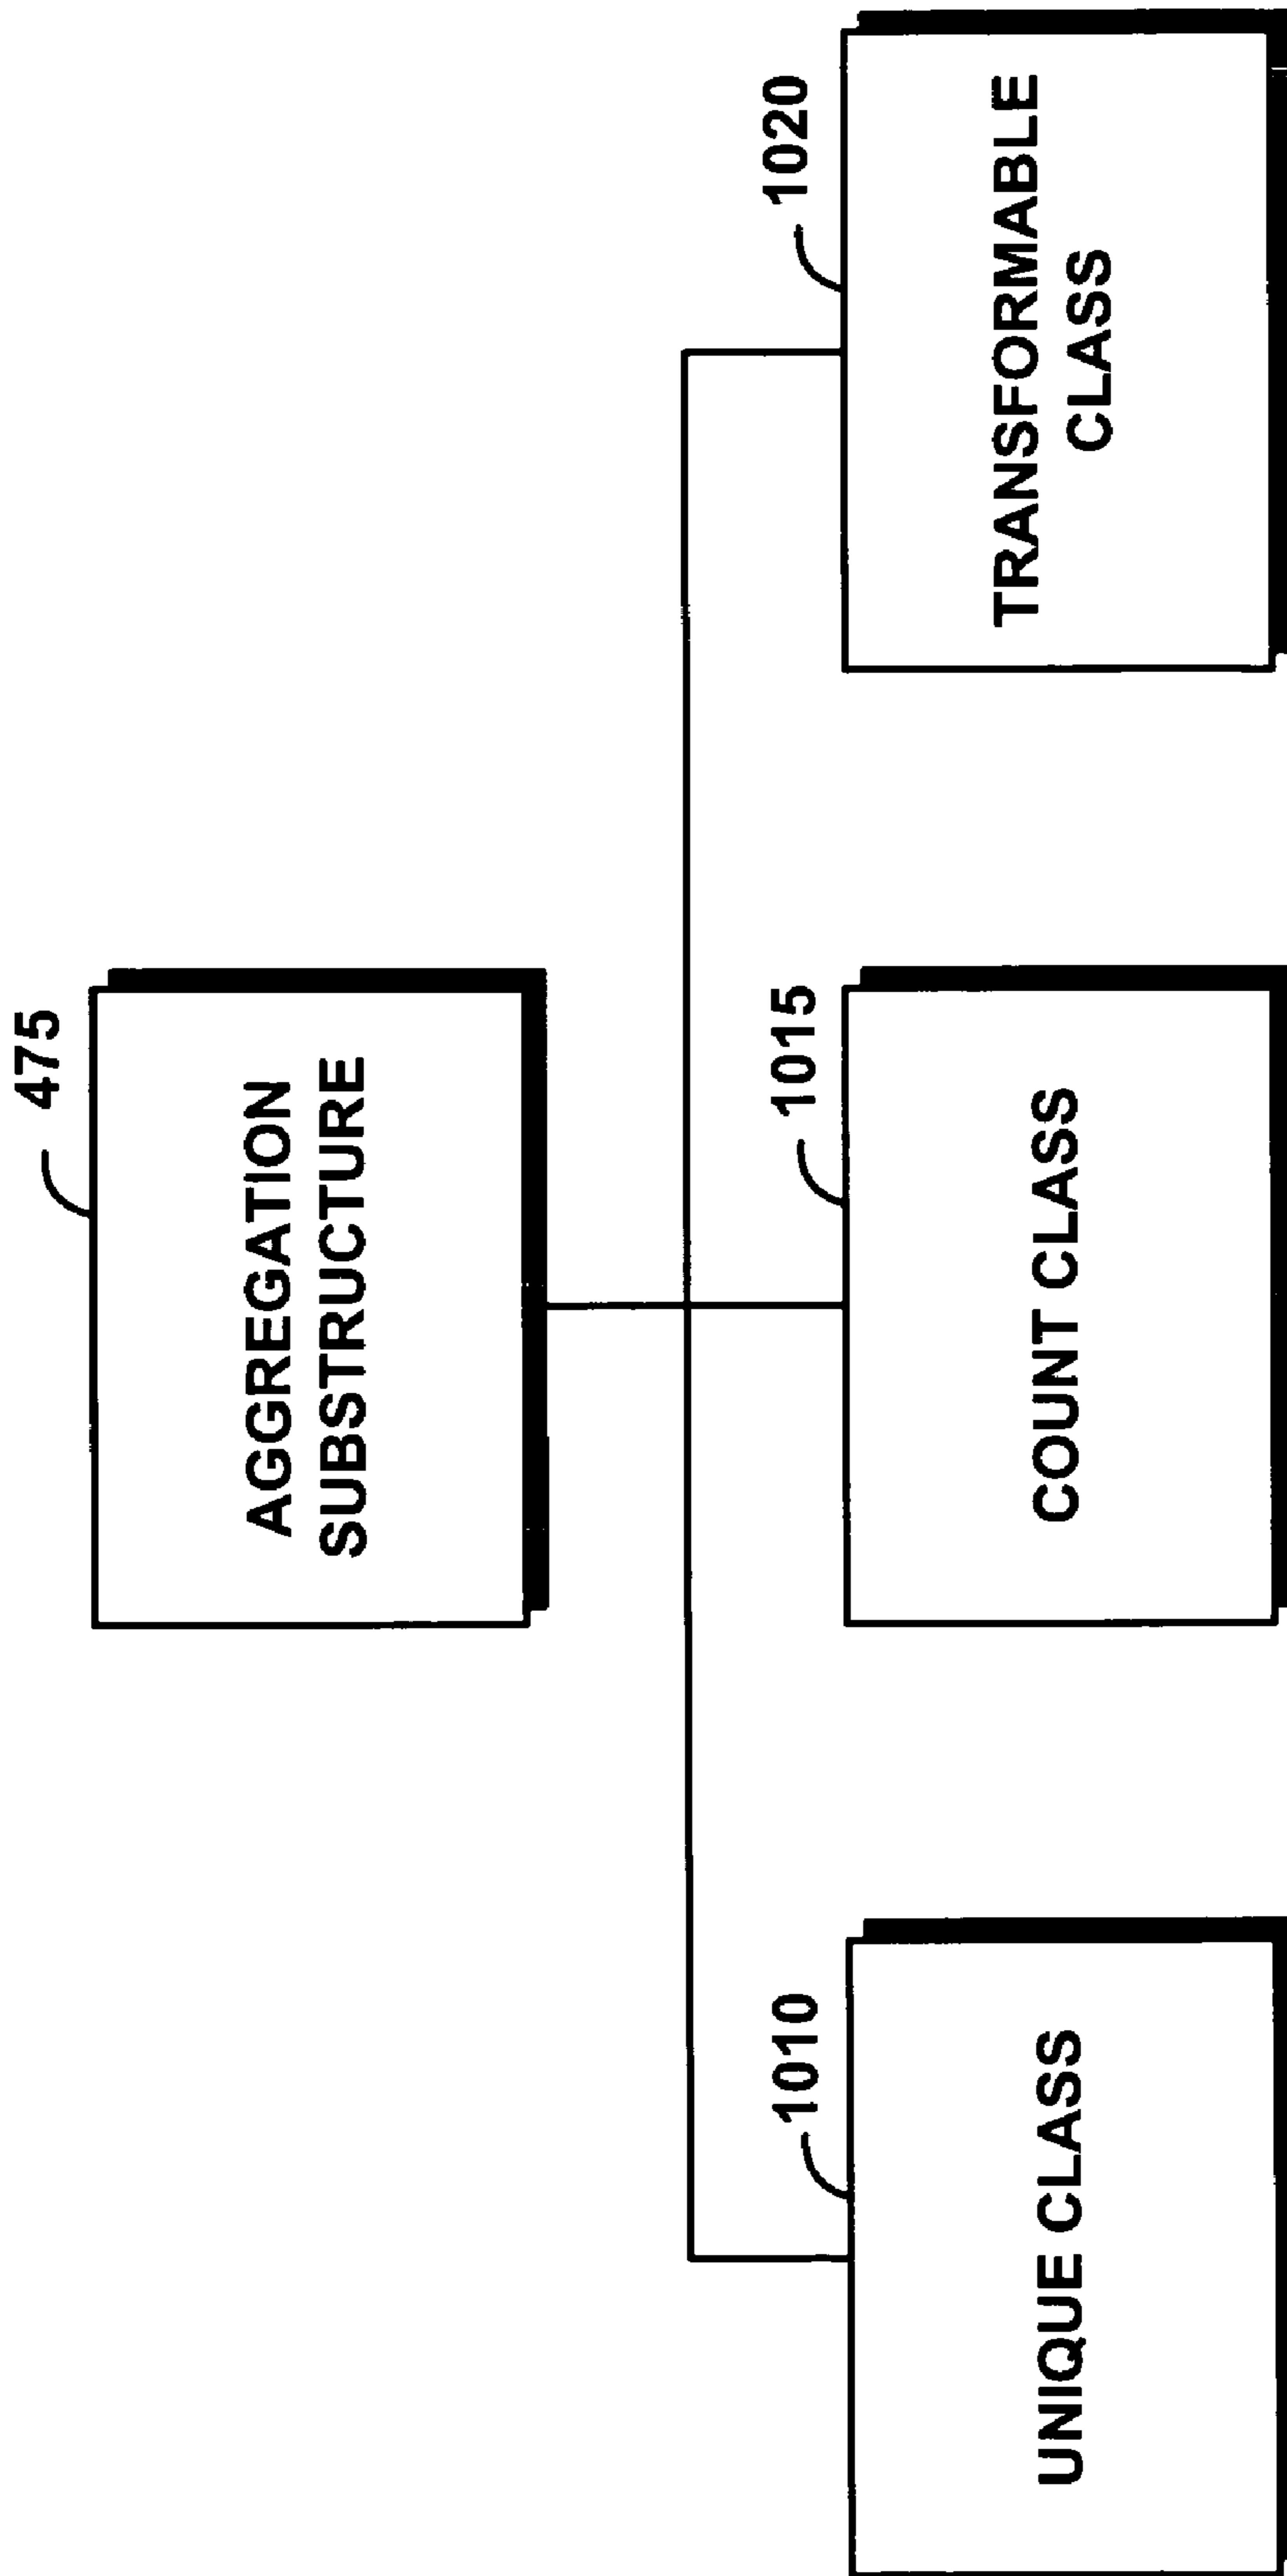 475
AGGREGATION
SUBSTRUCTURE
1010
UNIQUE CLASS
1015
COUNT CLASS
1020
TRANSFORMABLE
CLASS